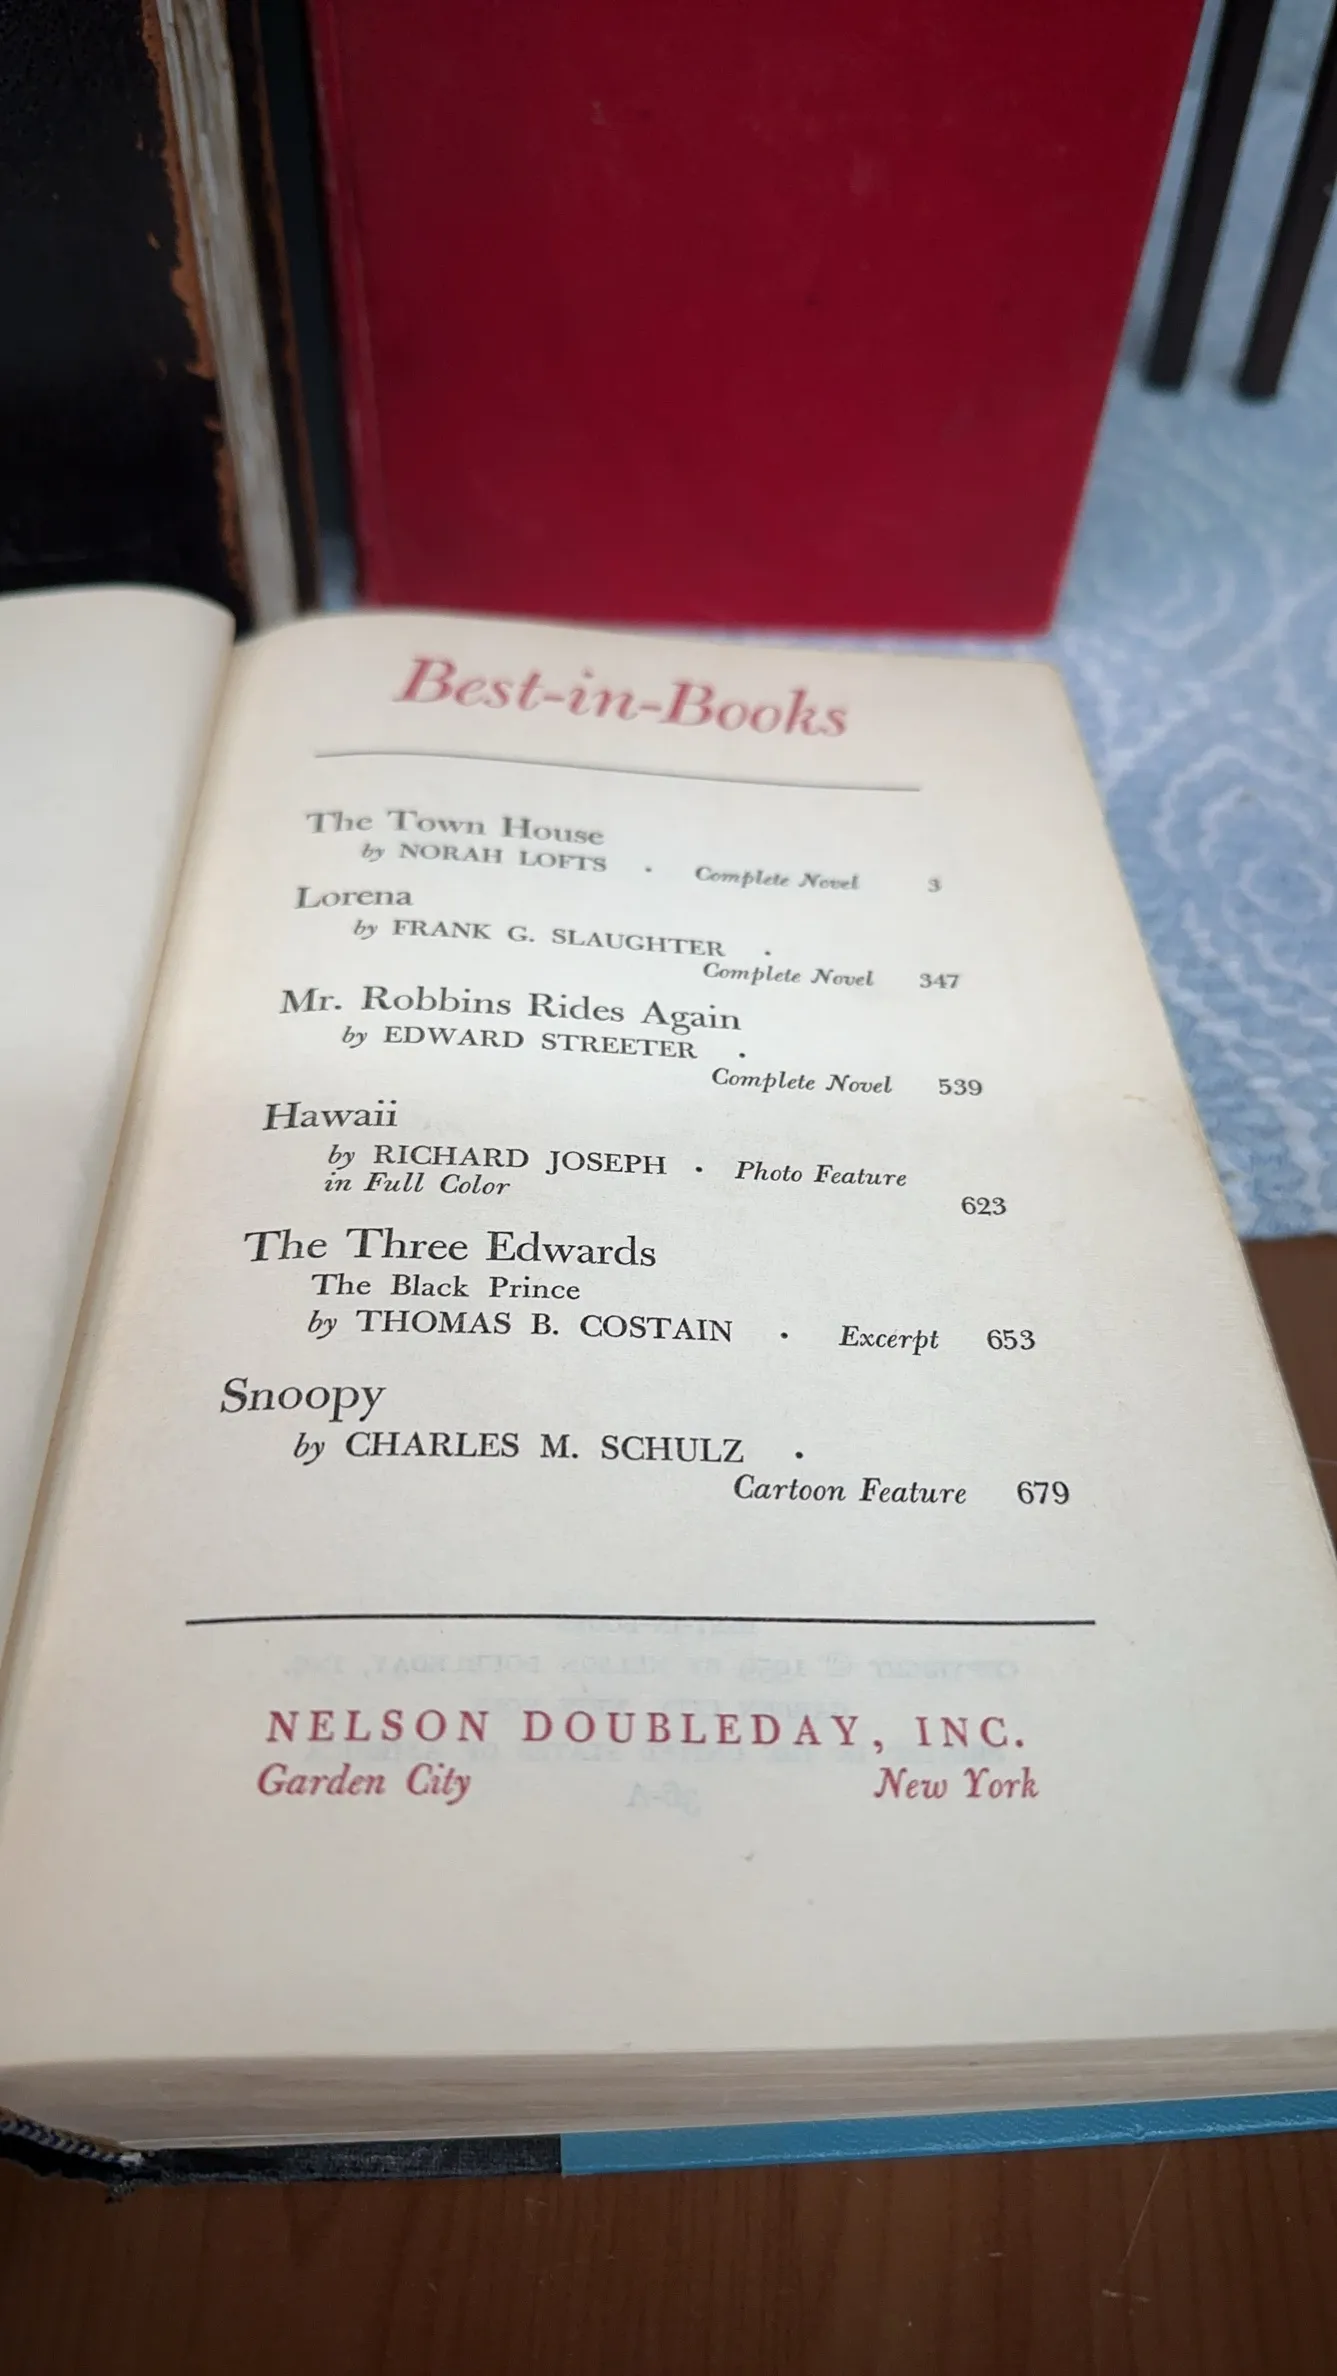 Best-in-Books
The Town House
by NORAH LOFTS • Complete Novel 3
Lorena
by FRANK G. SLAUGHTER •
Complete Novel 347
Mr. Robbins Rides Again
by EDWARD STREETER •
Complete Novel 539
Hawaii
by RICHARD JOSEPH • Photo Feature
in Full Color
623
The Three Edwards
The Black Prince
by THOMAS B. COSTAIN • Excerpt 653
Snoopy
by CHARLES M. SCHULZ •
Cartoon Feature 679
NELSON DOUBLEDAY, INC.
Garden City New York